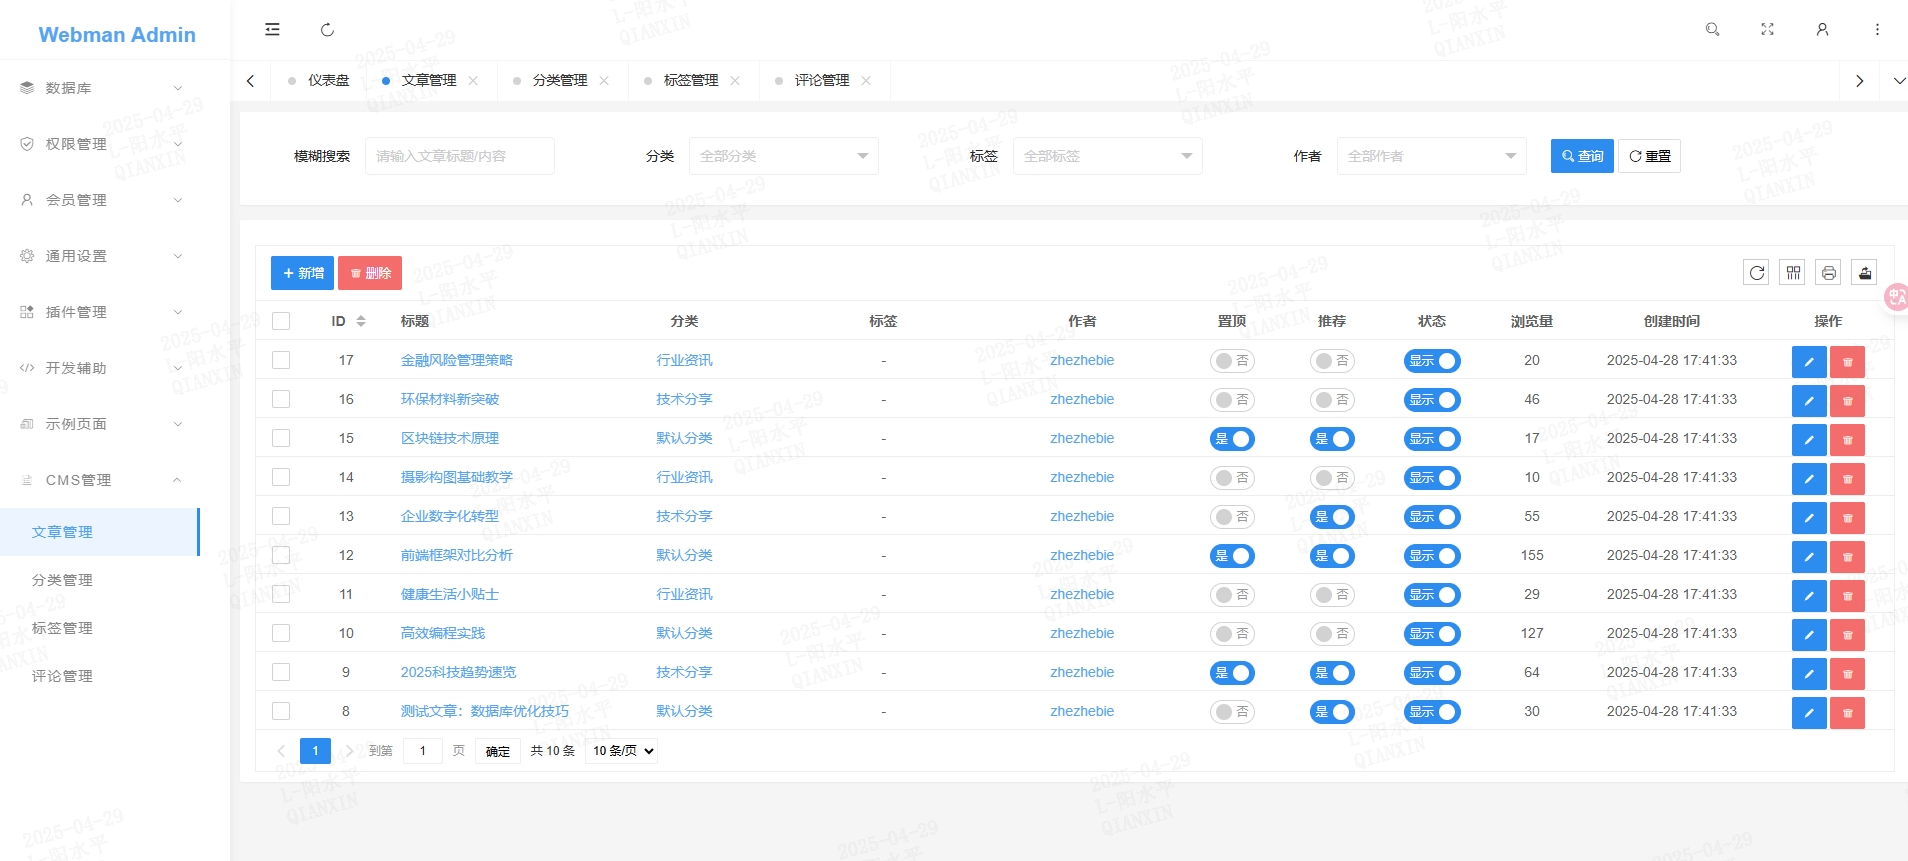 Webman Admin
数据库
权限管理
会员管理
通用设置
插件管理
开发辅助
示例页面
CMS管理
文章管理
分类管理
标签管理
评论管理
仪表盘 文章管理 分类管理 标签管理 评论管理
模糊搜索 请输入文章标题/内容 分类 全部分类 标签 全部标签 作者 全部作者 查询 重置
新增 删除
ID 标题 分类 标签 作者 置顶 推荐 状态 浏览量 创建时间 操作
17 金融风险管理策略 行业资讯 - zhezhebie 否 否 显示 20 2025-04-28 17:41:33
16 环保材料新突破 技术分享 - zhezhebie 否 否 显示 46 2025-04-28 17:41:33
15 区块链技术原理 默认分类 - zhezhebie 是 是 显示 17 2025-04-28 17:41:33
14 摄影构图基础教学 行业资讯 - zhezhebie 否 否 显示 10 2025-04-28 17:41:33
13 企业数字化转型 技术分享 - zhezhebie 否 是 显示 55 2025-04-28 17:41:33
12 前端框架对比分析 默认分类 - zhezhebie 是 是 显示 155 2025-04-28 17:41:33
11 健康生活小贴士 行业资讯 - zhezhebie 否 否 显示 29 2025-04-28 17:41:33
10 高效编程实践 默认分类 - zhezhebie 否 否 显示 127 2025-04-28 17:41:33
9 2025科技趋势速览 技术分享 - zhezhebie 是 是 显示 64 2025-04-28 17:41:33
8 测试文章：数据库优化技巧 默认分类 - zhezhebie 否 是 显示 30 2025-04-28 17:41:33
1 到第 1 页 确定 共 10 条 10 条/页
中A
2025-04-29
L-阳水平
QIANXIN